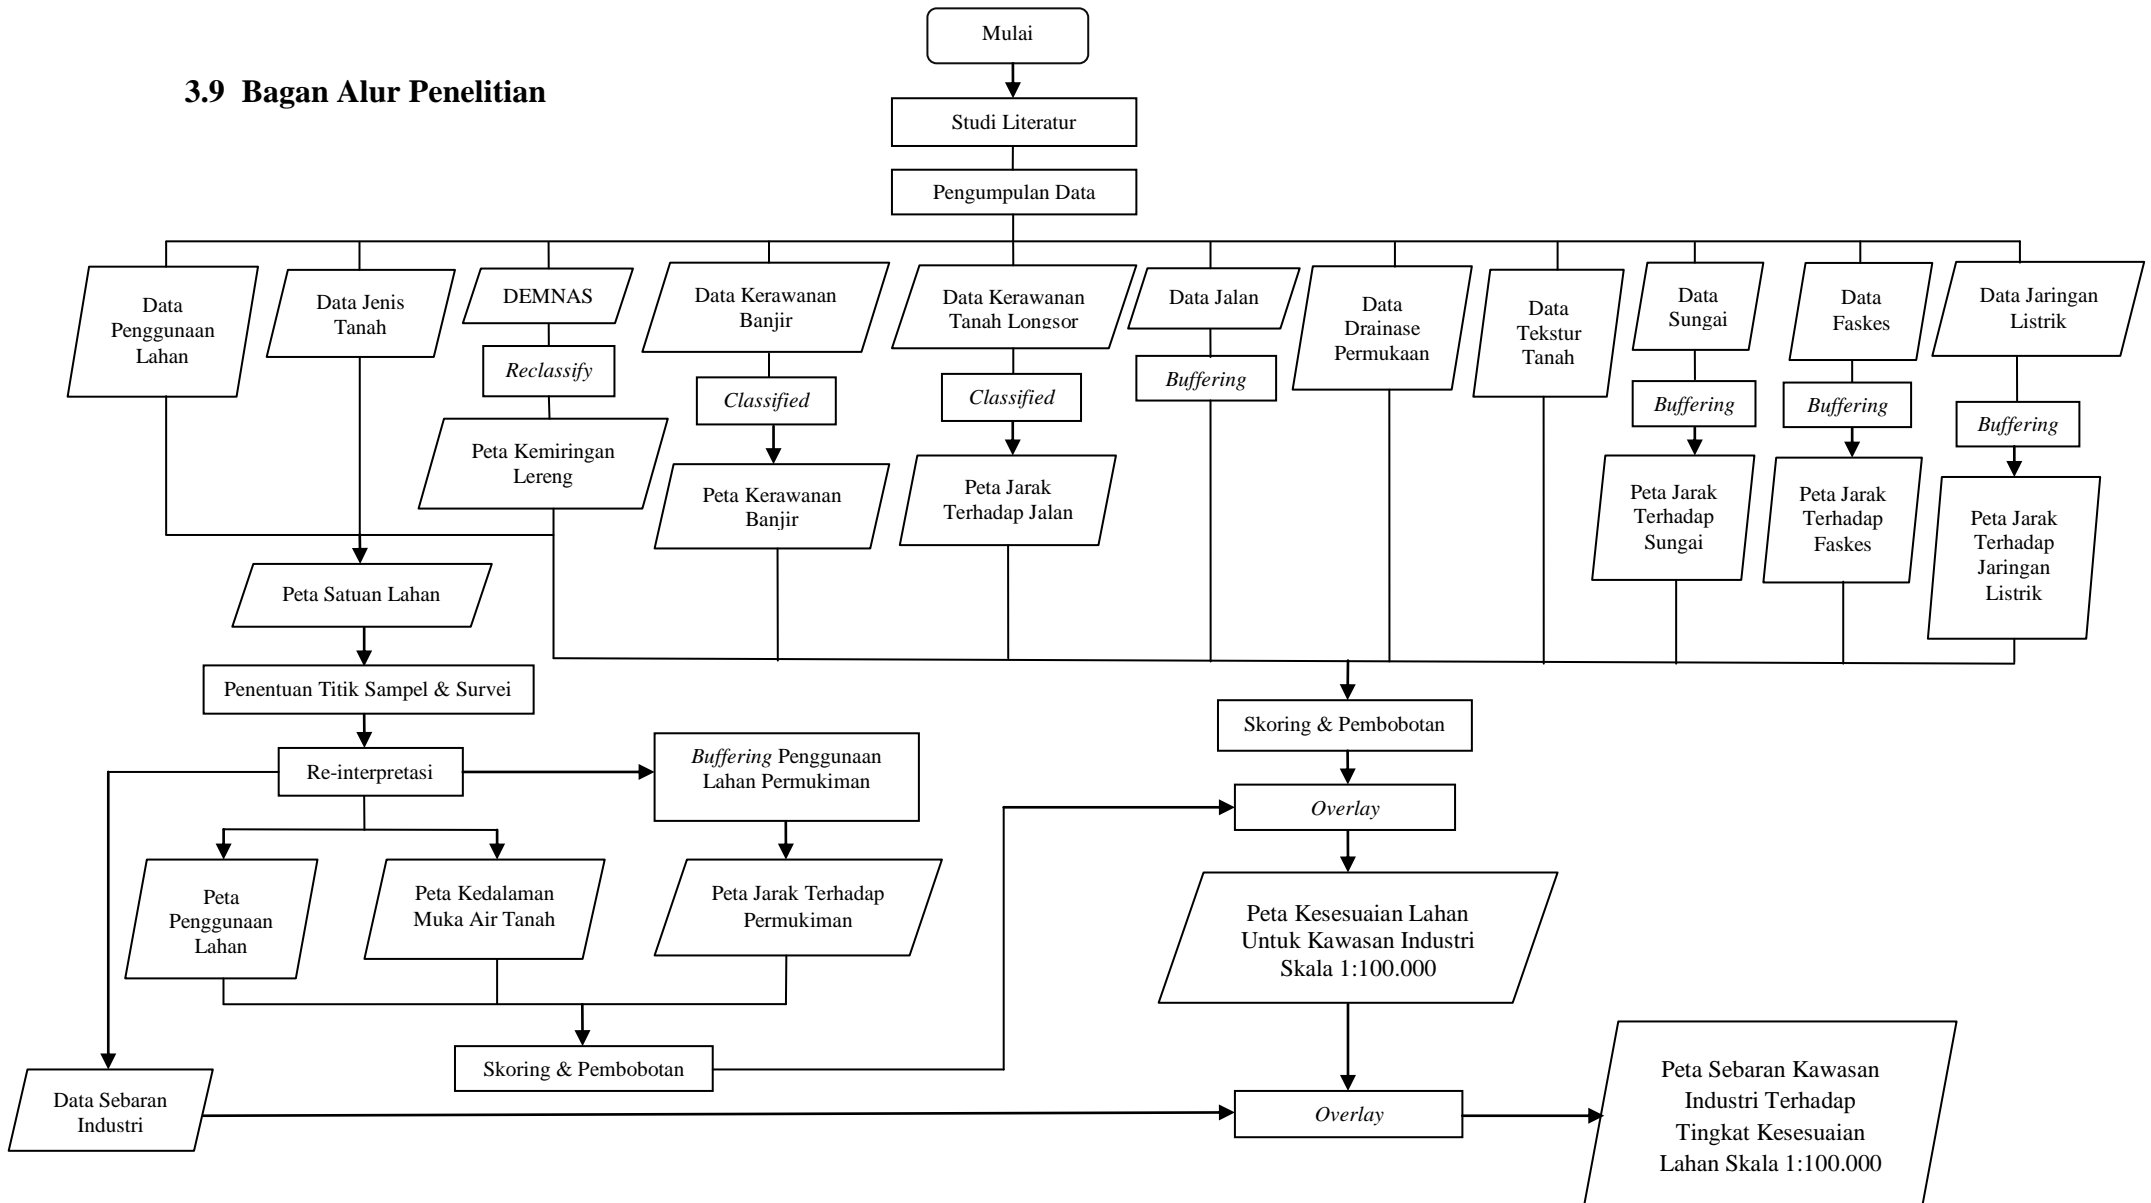 Mulai
3.9 Bagan Alur Penelitian
Studi Literatur
Pengumpulan Data
Data
Penggunaan
Lahan
Data Jenis
Tanah
DEMNAS
Data Kerawanan
Banjir
Data Kerawanan
Tanah Longsor
Data Jalan
Data
Drainase
Permukaan
Data
Tekstur
Tanah
Data
Sungai
Data
Faskes
Data Jaringan
Listrik
Reclassify
Classified
Classified
Buffering
Buffering
Buffering
Buffering
Peta Kemiringan
Lereng
Peta Kerawanan
Banjir
Peta Jarak
Terhadap Jalan
Peta Jarak
Terhadap
Sungai
Peta Jarak
Terhadap
Faskes
Peta Jarak
Terhadap
Jaringan
Listrik
Peta Satuan Lahan
Penentuan Titik Sampel & Survei
Re-interpretasi
Buffering Penggunaan
Lahan Permukiman
Skoring & Pembobotan
Overlay
Peta
Penggunaan
Lahan
Peta Kedalaman
Muka Air Tanah
Peta Jarak Terhadap
Permukiman
Peta Kesesuaian Lahan
Untuk Kawasan Industri
Skala 1:100.000
Skoring & Pembobotan
Data Sebaran
Industri
Overlay
Peta Sebaran Kawasan
Industri Terhadap
Tingkat Kesesuaian
Lahan Skala 1:100.000